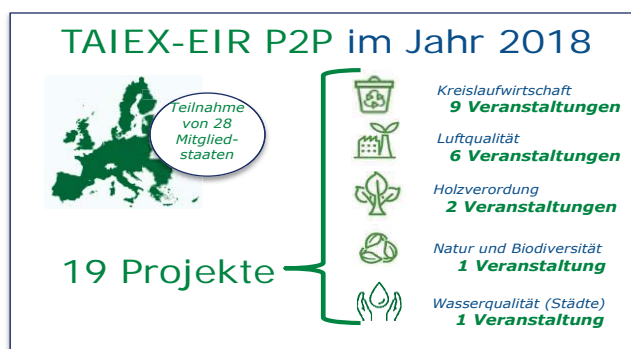 TAIEX-EIR P2P im Jahr 2018
Teilnahme
von 28
Mitglied-
staaten
19 Projekte
Kreislaufwirtschaft
9 Veranstaltungen
Luftqualität
6 Veranstaltungen
Holzverordung
2 Veranstaltungen
Natur und Biodiversität
1 Veranstaltung
Wasserqualität (Städte)
1 Veranstaltung